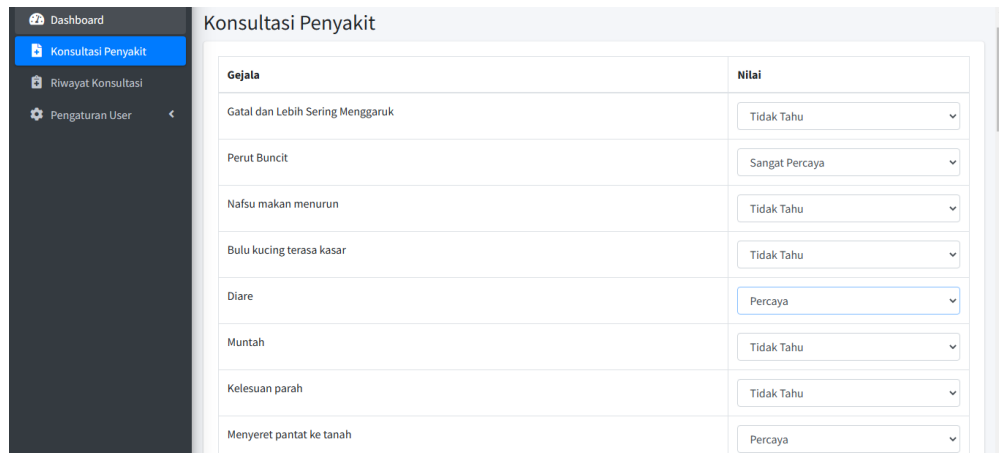 Dashboard
Konsultasi Penyakit
Riwayat Konsultasi
Pengaturan User
Konsultasi Penyakit
Gejala Nilai
Gatal dan Lebih Sering Menggaruk Tidak Tahu
Perut Buncit Sangat Percaya
Nafsu makan menurun Tidak Tahu
Bulu kucing terasa kasar Tidak Tahu
Diare Percaya
Muntah Tidak Tahu
Kelesuan parah Tidak Tahu
Menyeret pantat ke tanah Percaya